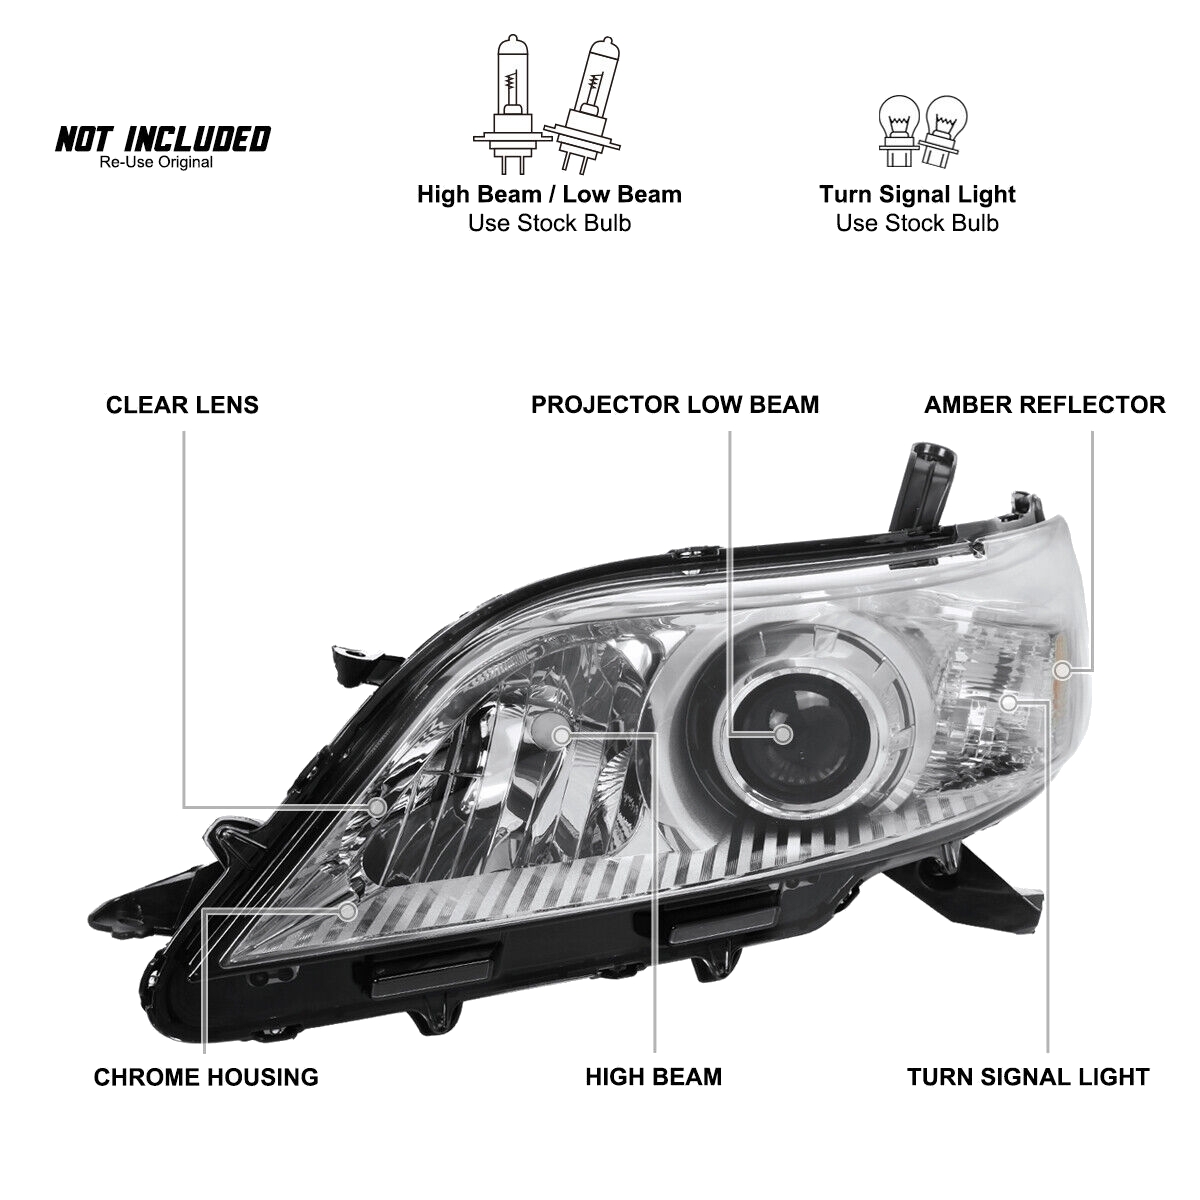 NOT INCLUDED
Re-Use Original
High Beam / Low Beam
Use Stock Bulb
Turn Signal Light
Use Stock Bulb
CLEAR LENS
PROJECTOR LOW BEAM
AMBER REFLECTOR
CHROME HOUSING
HIGH BEAM
TURN SIGNAL LIGHT